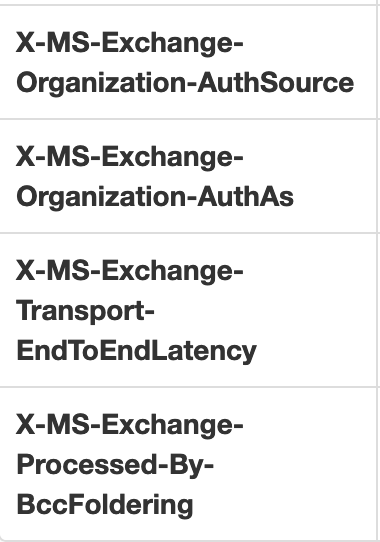 X-MS-Exchange-
Organization-AuthSource
X-MS-Exchange-
Organization-AuthAs
X-MS-Exchange-
Transport-
EndToEndLatency
X-MS-Exchange-
Processed-By-
BccFoldering